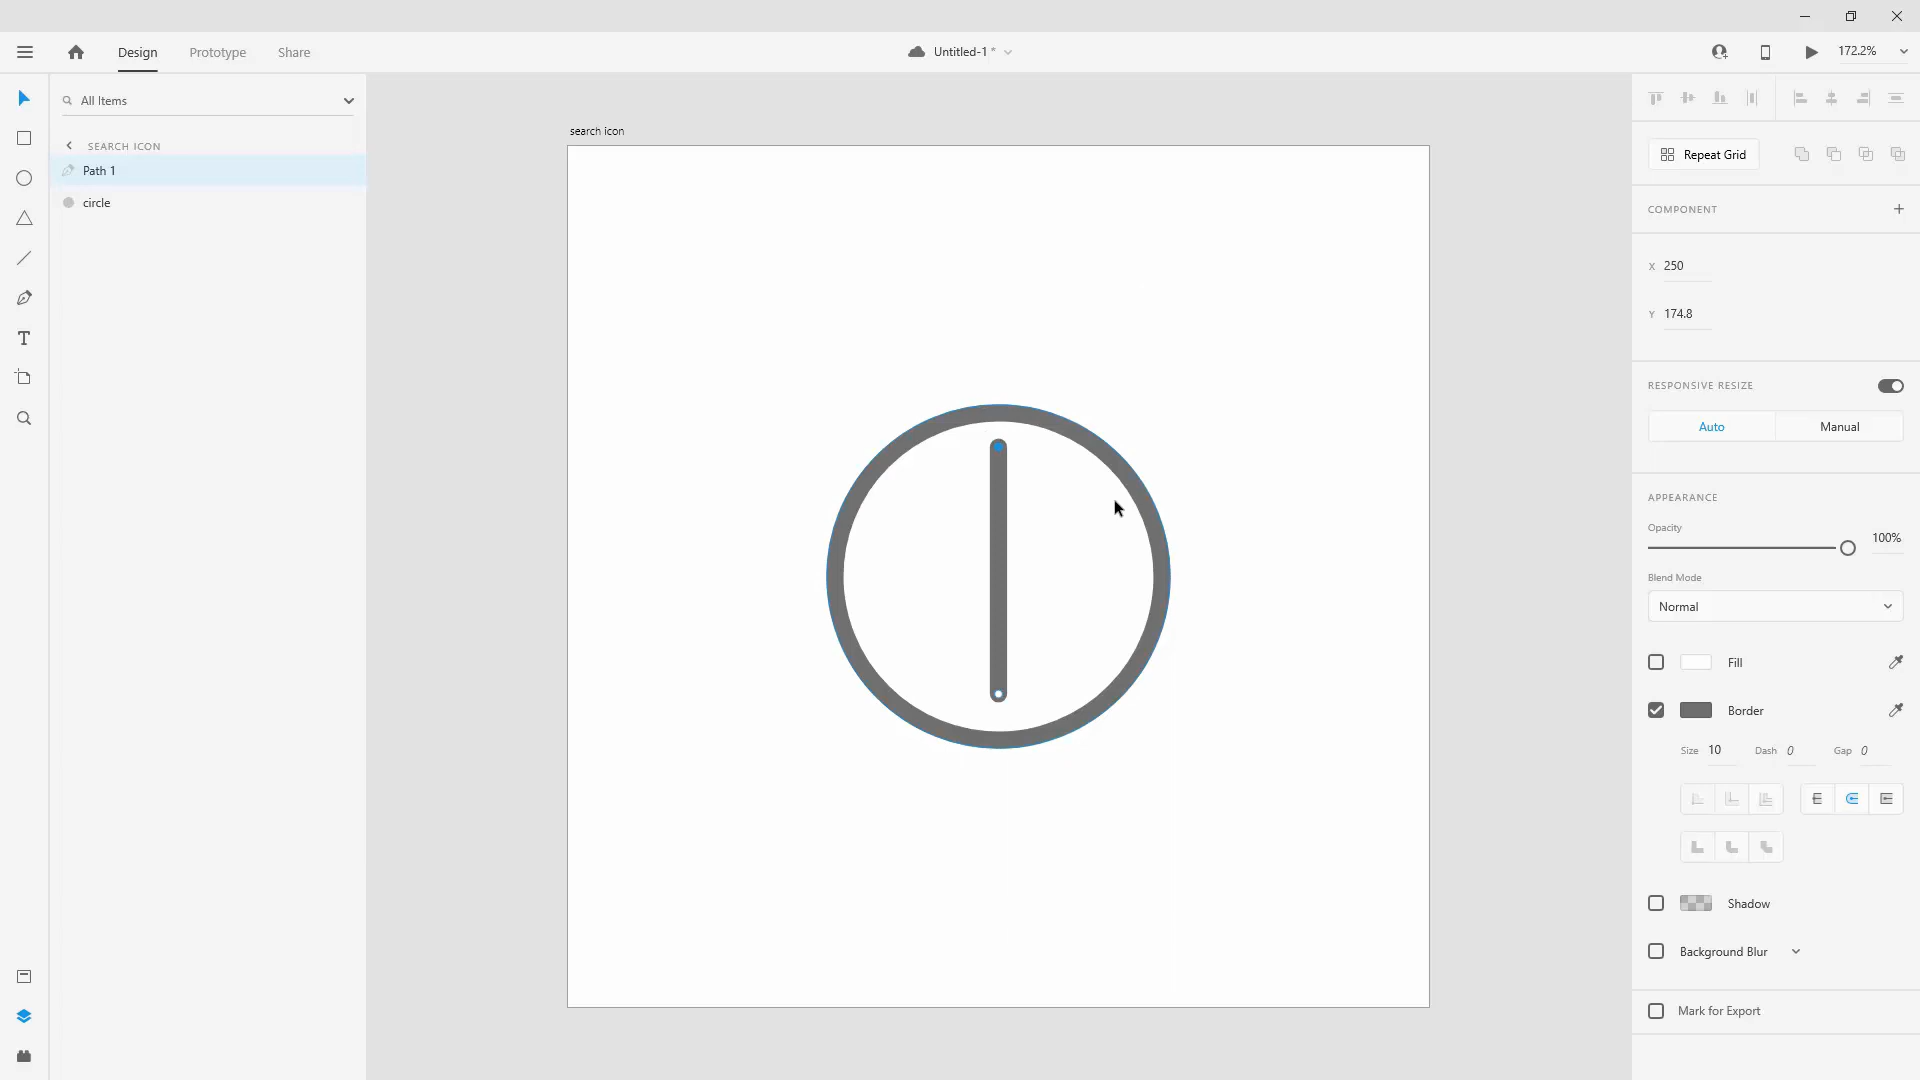 Design
Prototype
Share
Untitled-1 *
172.2%
All Items
SEARCH ICON
Path 1
circle
search icon
Repeat Grid
COMPONENT
X 250
Y 174.8
RESPONSIVE RESIZE
Auto
Manual
APPEARANCE
Opacity
100%
Blend Mode
Normal
Fill
Border
Size 10 Dash 0 Gap 0
Shadow
Background Blur
Mark for Export